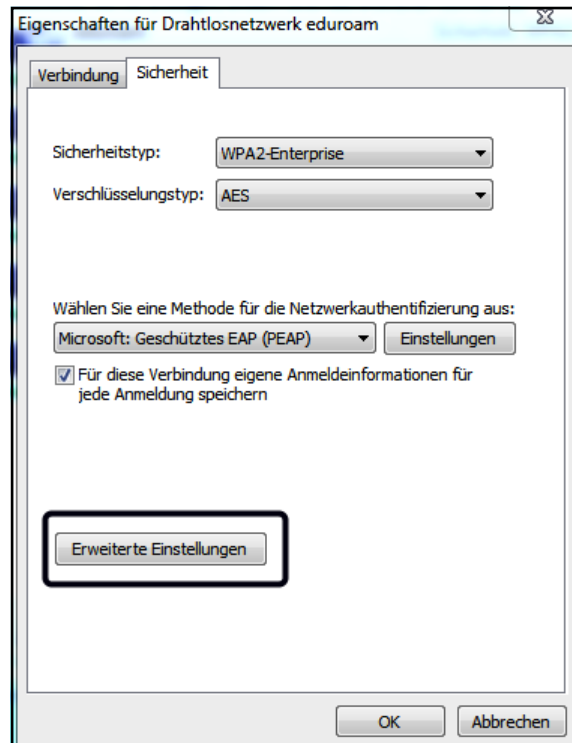 Eigenschaften für Drahtlosnetzwerk eduroam
Verbindung Sicherheit
Sicherheitstyp: WPA2-Enterprise
Verschlüsselungstyp: AES
Wählen Sie eine Methode für die Netzwerkauthentifizierung aus:
Microsoft: Geschütztes EAP (PEAP) Einstellungen
Für diese Verbindung eigene Anmeldeinformationen für
jede Anmeldung speichern
Erweiterte Einstellungen
OK Abbrechen